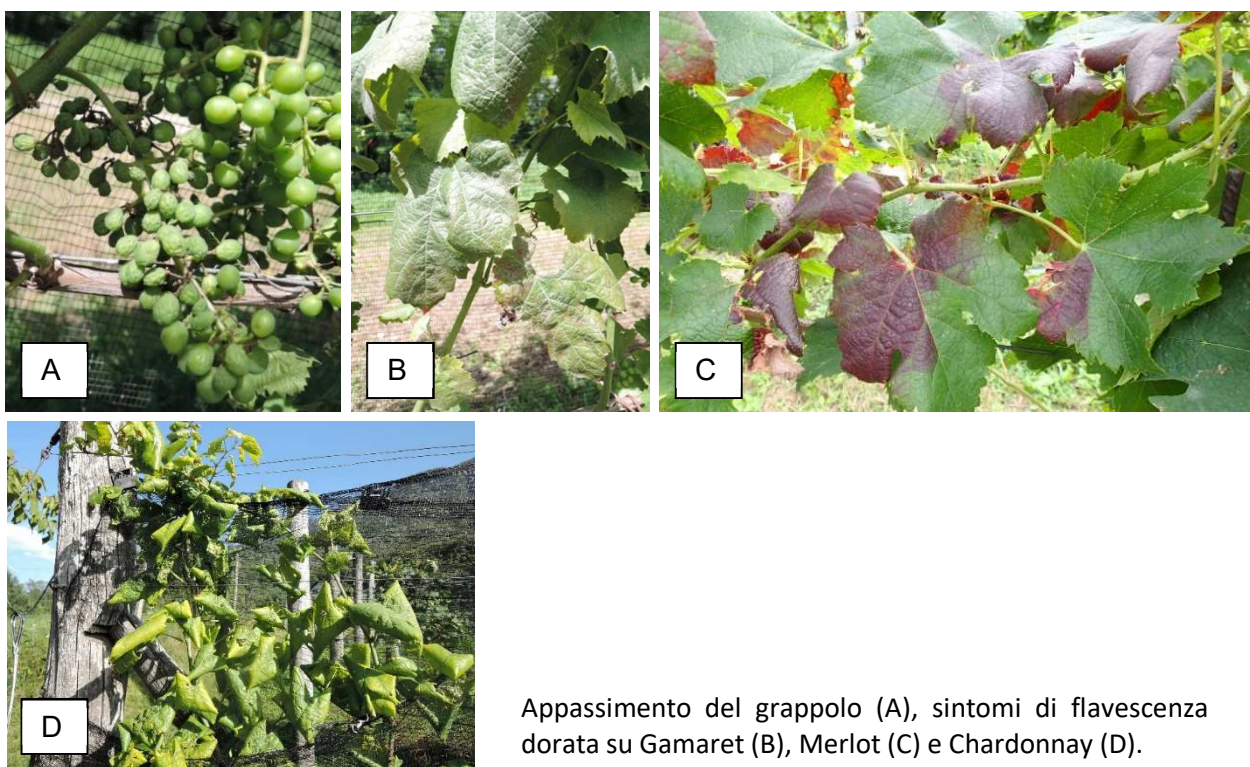 A
B
C
D
Appassimento del grappolo (A), sintomi di flavescenza
dorata su Gamaret (B), Merlot (C) e Chardonnay (D).